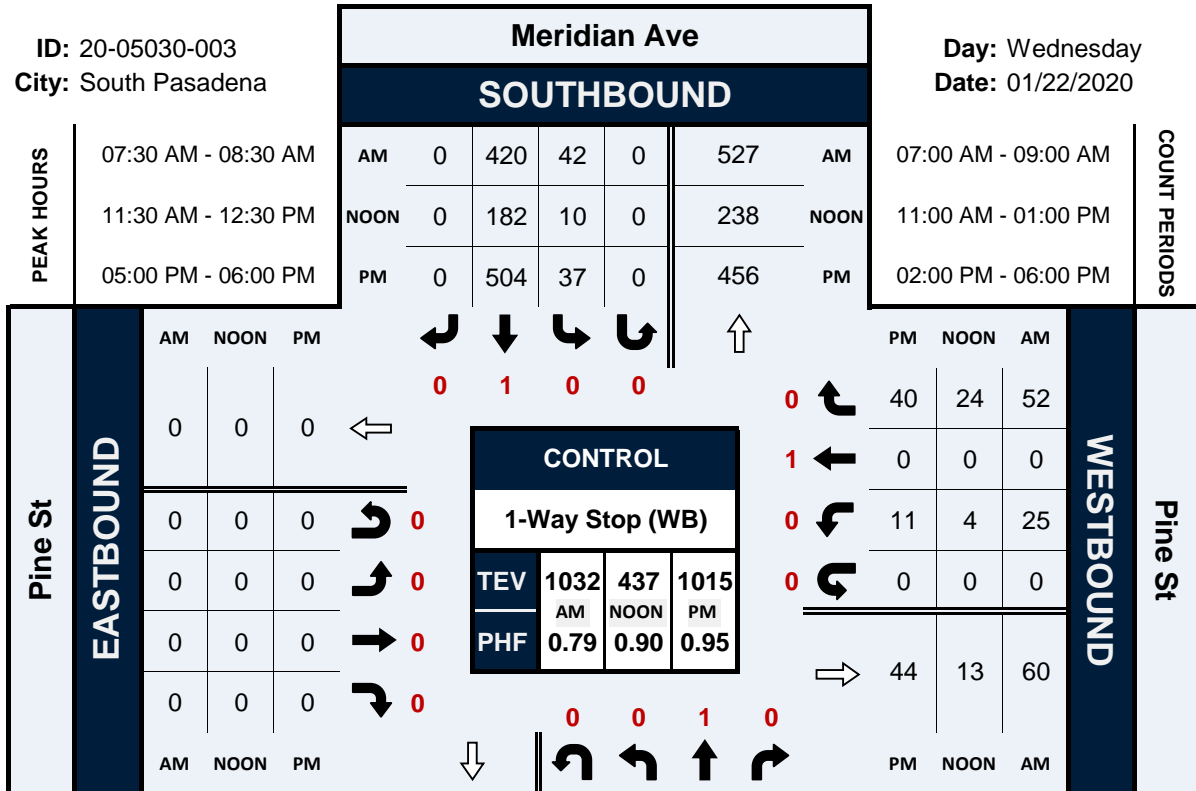 ID: 20-05030-003
City: South Pasadena
Meridian Ave
SOUTHBOUND
Day: Wednesday
Date: 01/22/2020
PEAK HOURS
07:30 AM - 08:30 AM
11:30 AM - 12:30 PM
05:00 PM - 06:00 PM
AM 0 420 42 0 527 AM
NOON 0 182 10 0 238 NOON
PM 0 504 37 0 456 PM
07:00 AM - 09:00 AM
11:00 AM - 01:00 PM
02:00 PM - 06:00 PM
COUNT PERIODS
0 1 0 0
Pine St
EASTBOUND
AM NOON PM
0 0 0
0 0 0 0
0 0 0 0
0 0 0 0
0 0 0 0
AM NOON PM
CONTROL
1-Way Stop (WB)
TEV 1032 437 1015
AM NOON PM
PHF 0.79 0.90 0.95
PM NOON AM
0 40 24 52
1 0 0 0
0 11 4 25
0 0 0 0
44 13 60
PM NOON AM
WESTBOUND
Pine St
0 0 1 0